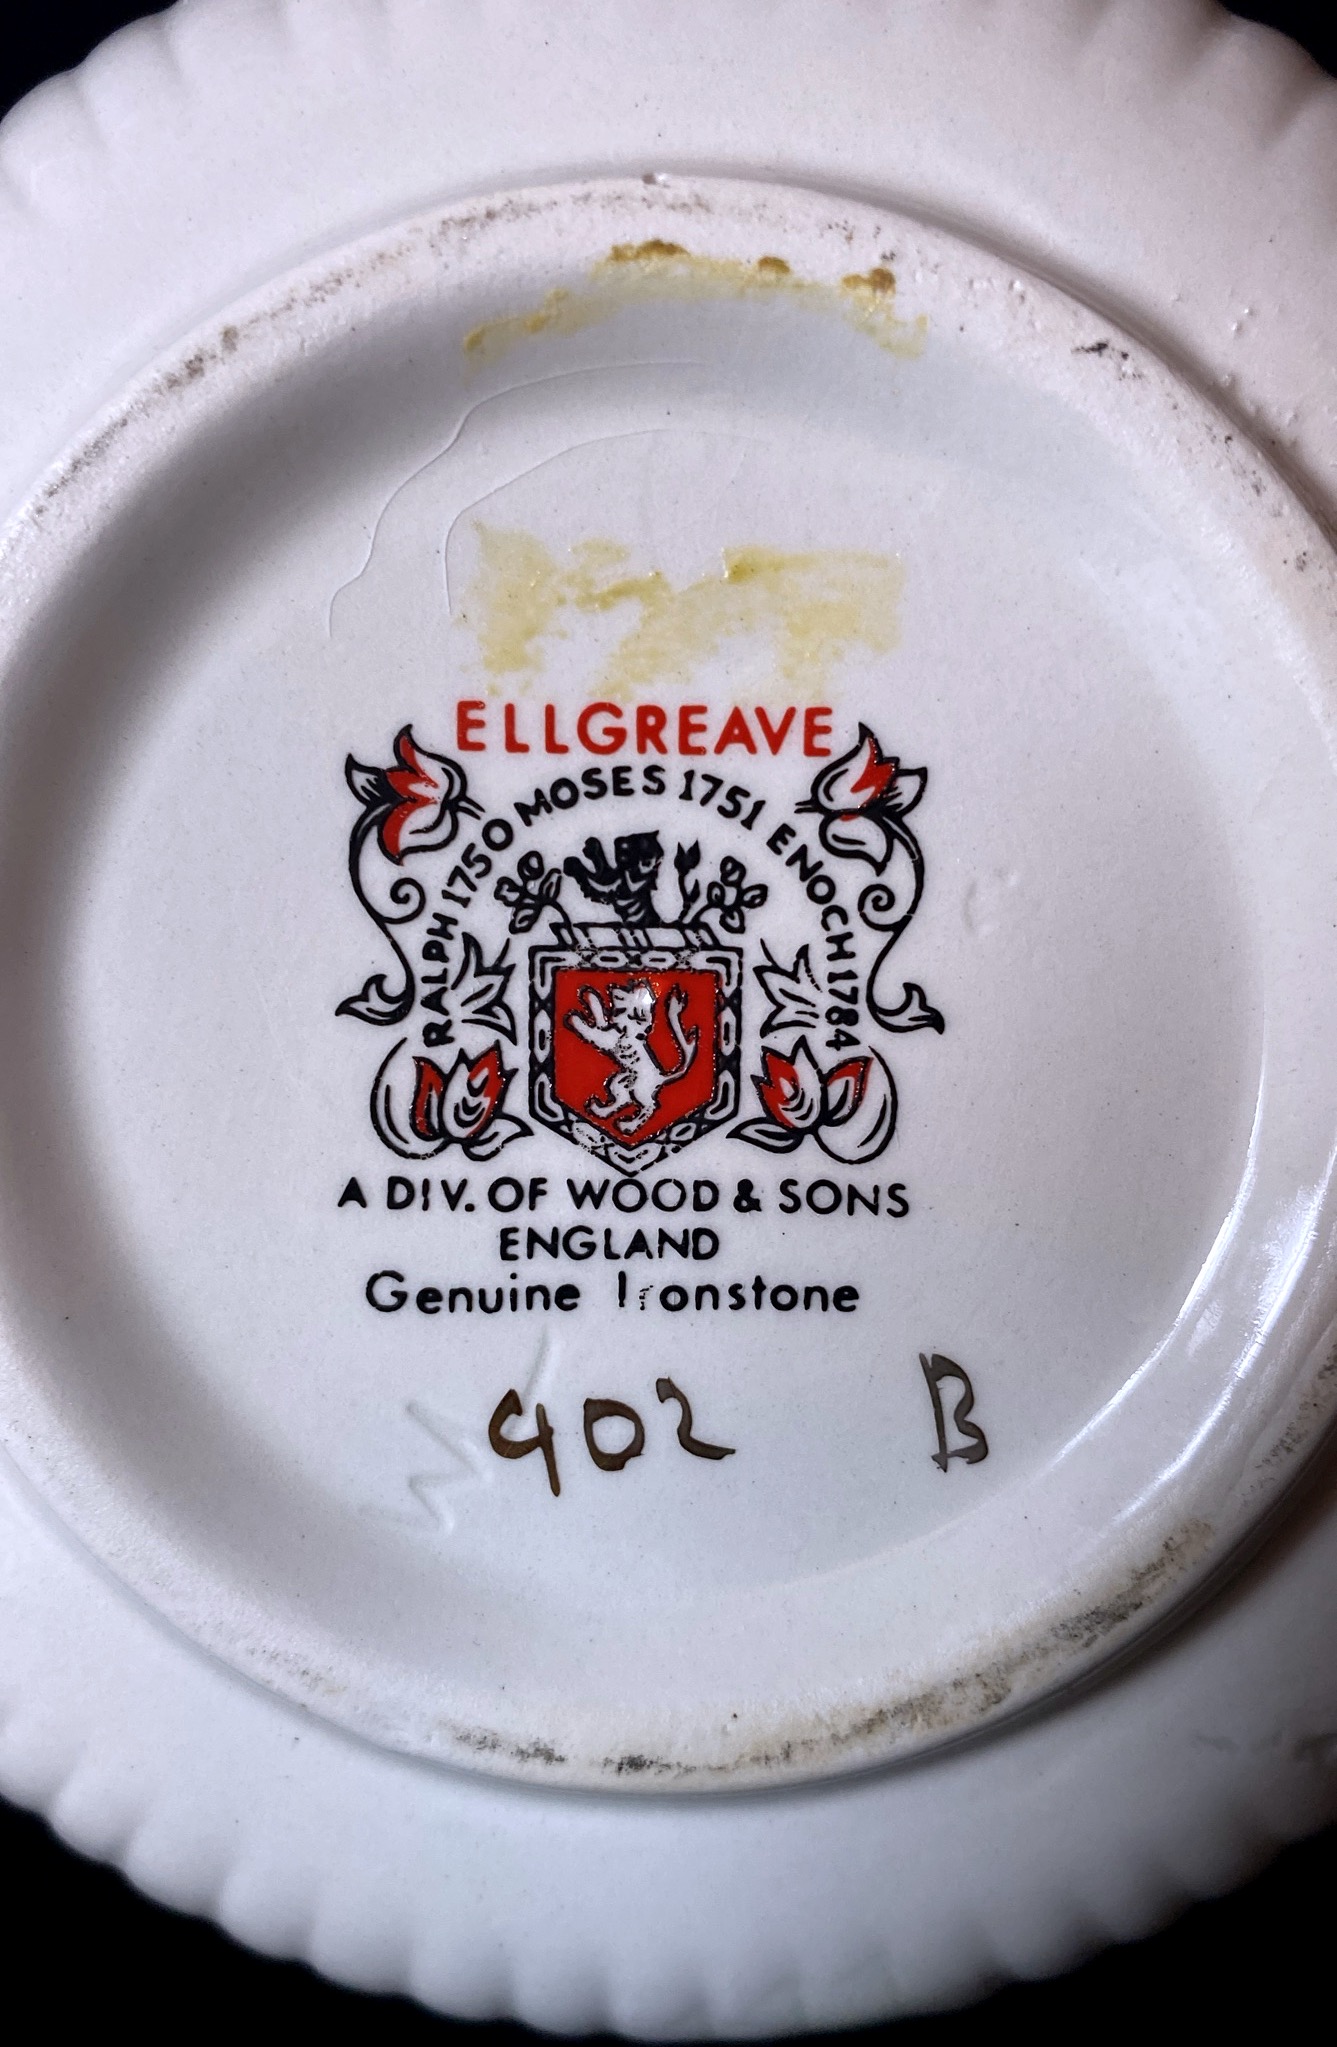 ELLGREAVE
RALPH 1750 MOSES 1751 ENOCH 1784
A DIV. OF WOOD & SONS
ENGLAND
Genuine Ironstone
402 B